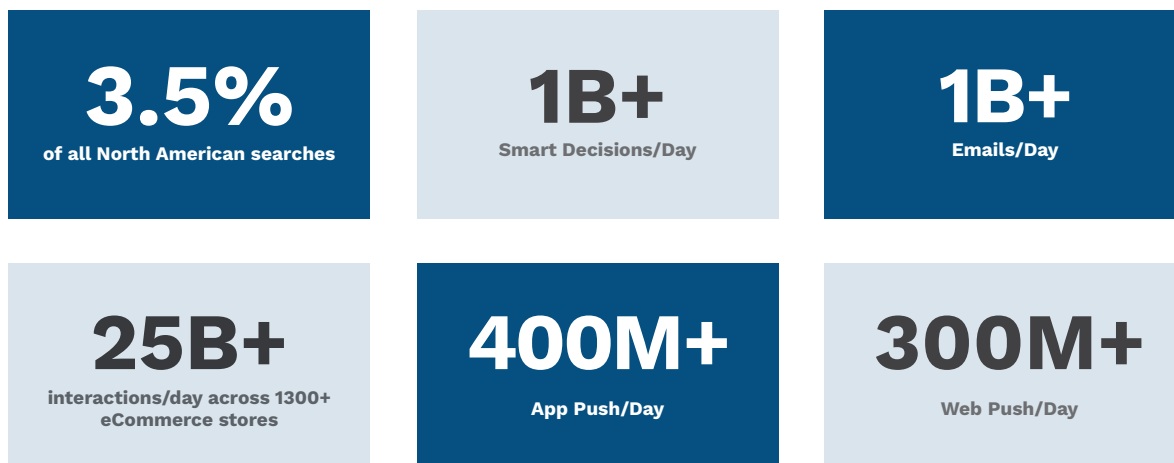 3.5%
of all North American searches
1B+
Smart Decisions/Day
1B+
Emails/Day
25B+
interactions/day across 1300+
eCommerce stores
400M+
App Push/Day
300M+
Web Push/Day